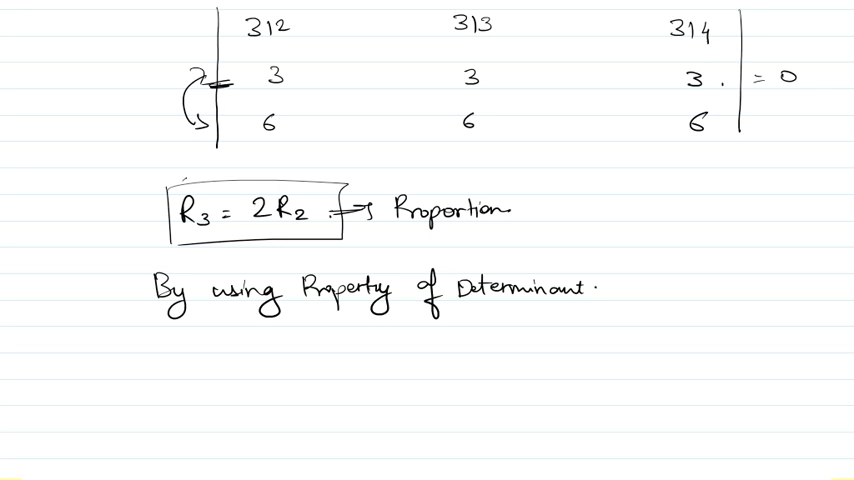 312 313 314
3 3 3 . = 0
6 6 6
R₃ = 2R₂ → Proportion
By using Property of Determinant.